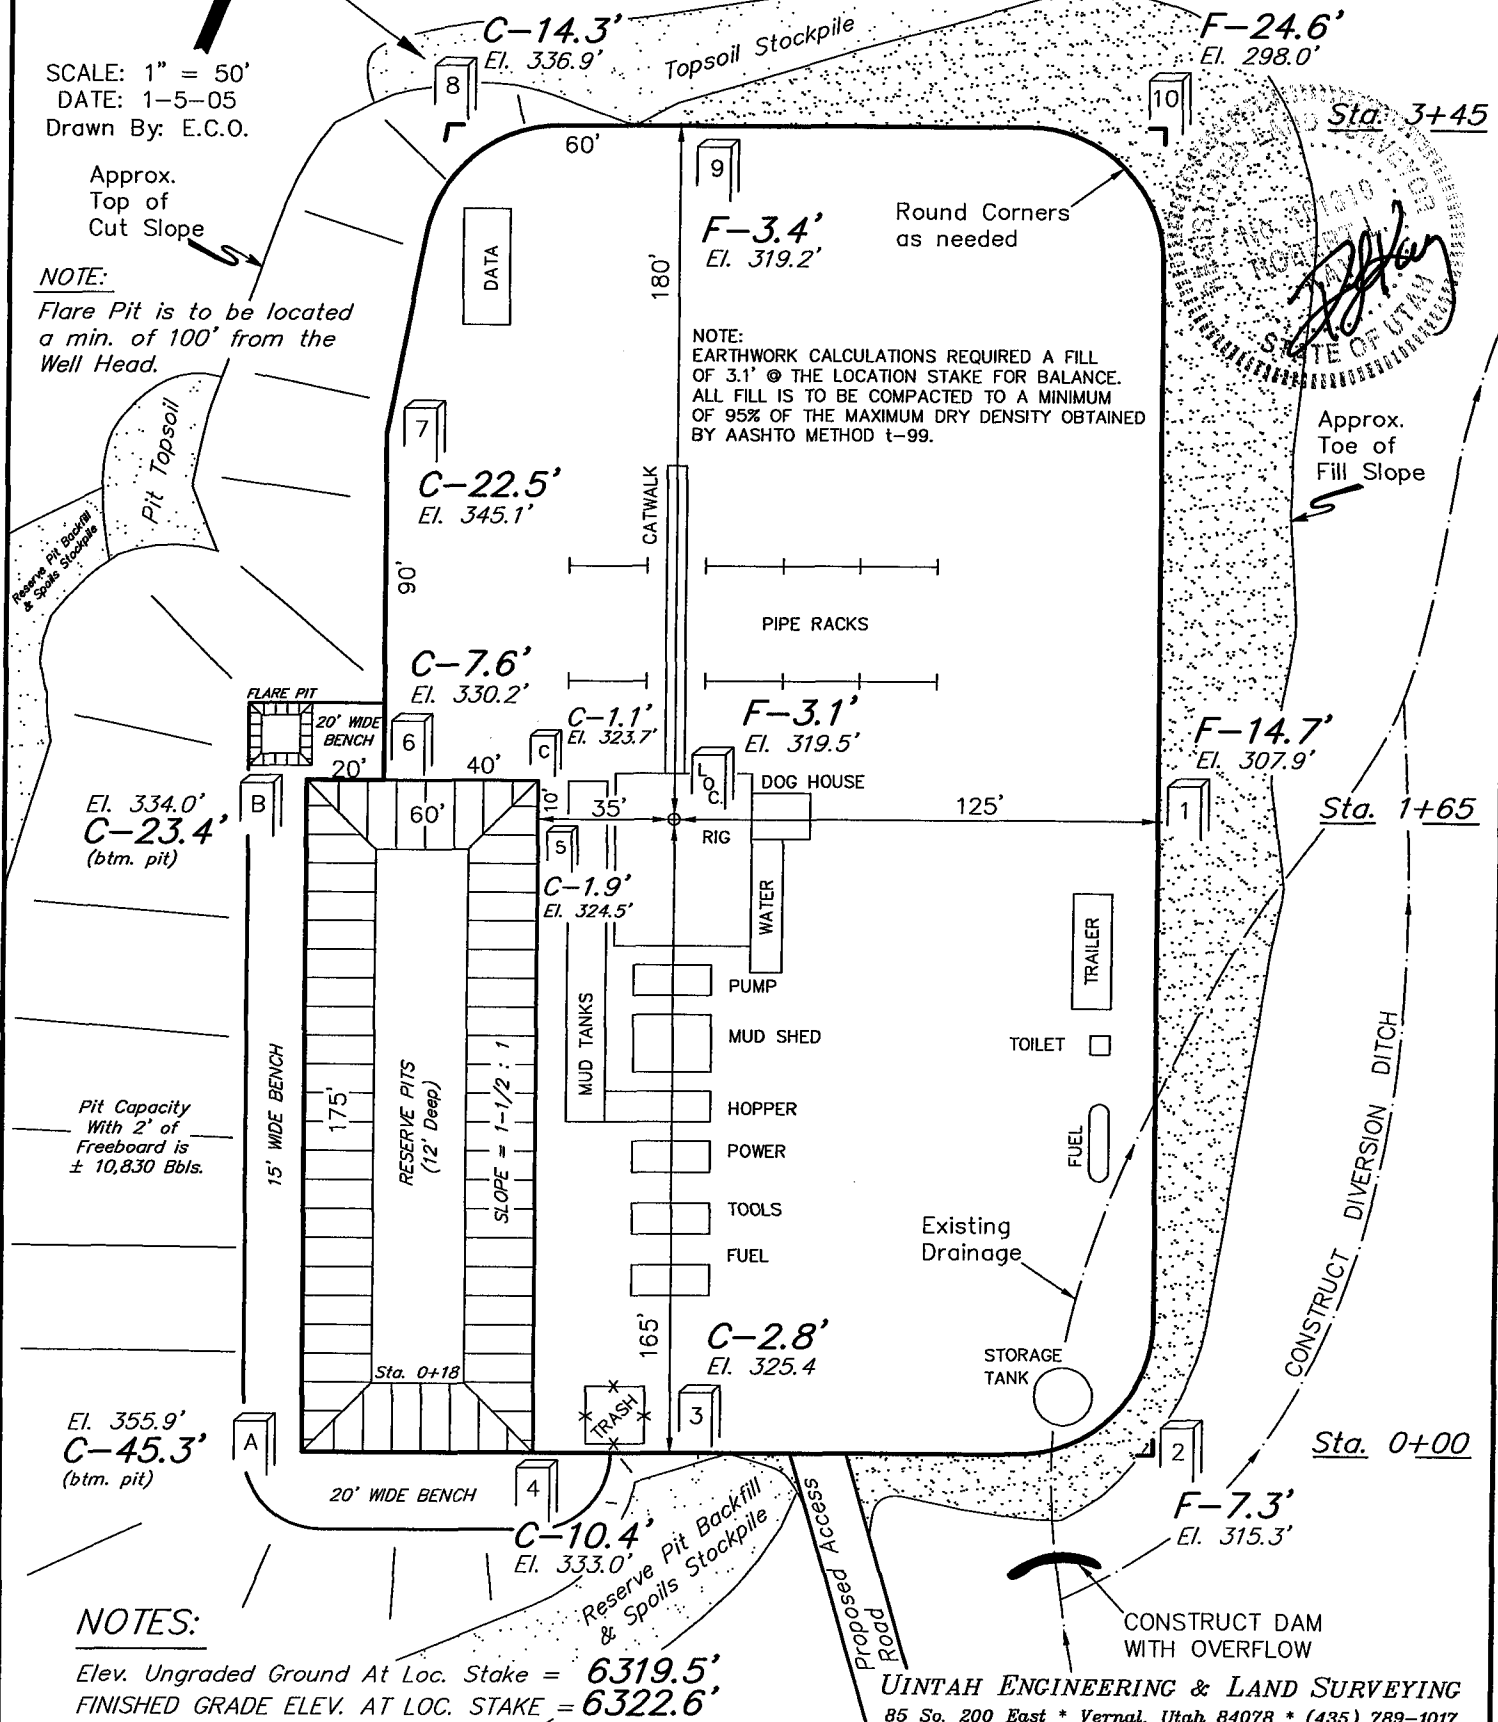 C-14.3'
El. 336.9'
Topsoil Stockpile
F-24.6'
El. 298.0'
SCALE: 1" = 50'
DATE: 1-5-05
Drawn By: E.C.O.
8
10
Sta. 3+45
60'
9
Approx.
Top of
Cut Slope
Round Corners
as needed
F-3.4'
El. 319.2'
DATA
180'
STATE OF UTAH
NOTE:
Flare Pit is to be located
a min. of 100' from the
Well Head.
NOTE:
EARTHWORK CALCULATIONS REQUIRED A FILL
OF 3.1' @ THE LOCATION STAKE FOR BALANCE.
ALL FILL IS TO BE COMPACTED TO A MINIMUM
OF 95% OF THE MAXIMUM DRY DENSITY OBTAINED
BY AASHTO METHOD t-99.
Pit Topsoil
7
Approx.
Toe of
Fill Slope
C-22.5'
El. 345.1'
CATWALK
Reserve Pit Backfill
& Spoils Stockpile
90'
PIPE RACKS
C-7.6'
El. 330.2'
FLARE PIT
20' WIDE
BENCH
6
C-1.1'
El. 323.7'
C
F-3.1'
El. 319.5'
F-14.7'
El. 307.9'
LOC.
DOG HOUSE
20'
40'
B
El. 334.0'
C-23.4'
(btm. pit)
60'
10'
35'
RIG
125'
1
Sta. 1+65
S
C-1.9'
El. 324.5'
WATER
TRAILER
PUMP
MUD SHED
MUD TANKS
TOILET
HOPPER
POWER
FUEL
TOOLS
FUEL
15' WIDE BENCH
175'
RESERVE PITS
(12' Deep)
SLOPE = 1-1/2 : 1
Pit Capacity
With 2' of
Freeboard is
± 10,830 Bbls.
Existing
Drainage
CONSTRUCT DIVERSION DITCH
165'
C-2.8'
El. 325.4
STORAGE
TANK
Sta. 0+18
TRASH
3
El. 355.9'
C-45.3'
(btm. pit)
A
2
Sta. 0+00
20' WIDE BENCH
4
C-10.4'
El. 333.0'
Reserve Pit Backfill
& Spoils Stockpile
Proposed Access
Road
F-7.3'
El. 315.3'
CONSTRUCT DAM
WITH OVERFLOW
NOTES:
Elev. Ungraded Ground At Loc. Stake = 6319.5'
FINISHED GRADE ELEV. AT LOC. STAKE = 6322.6'
UINTAH ENGINEERING & LAND SURVEYING
85 So. 200 East * Vernal, Utah 84078 * (435) 789-1017